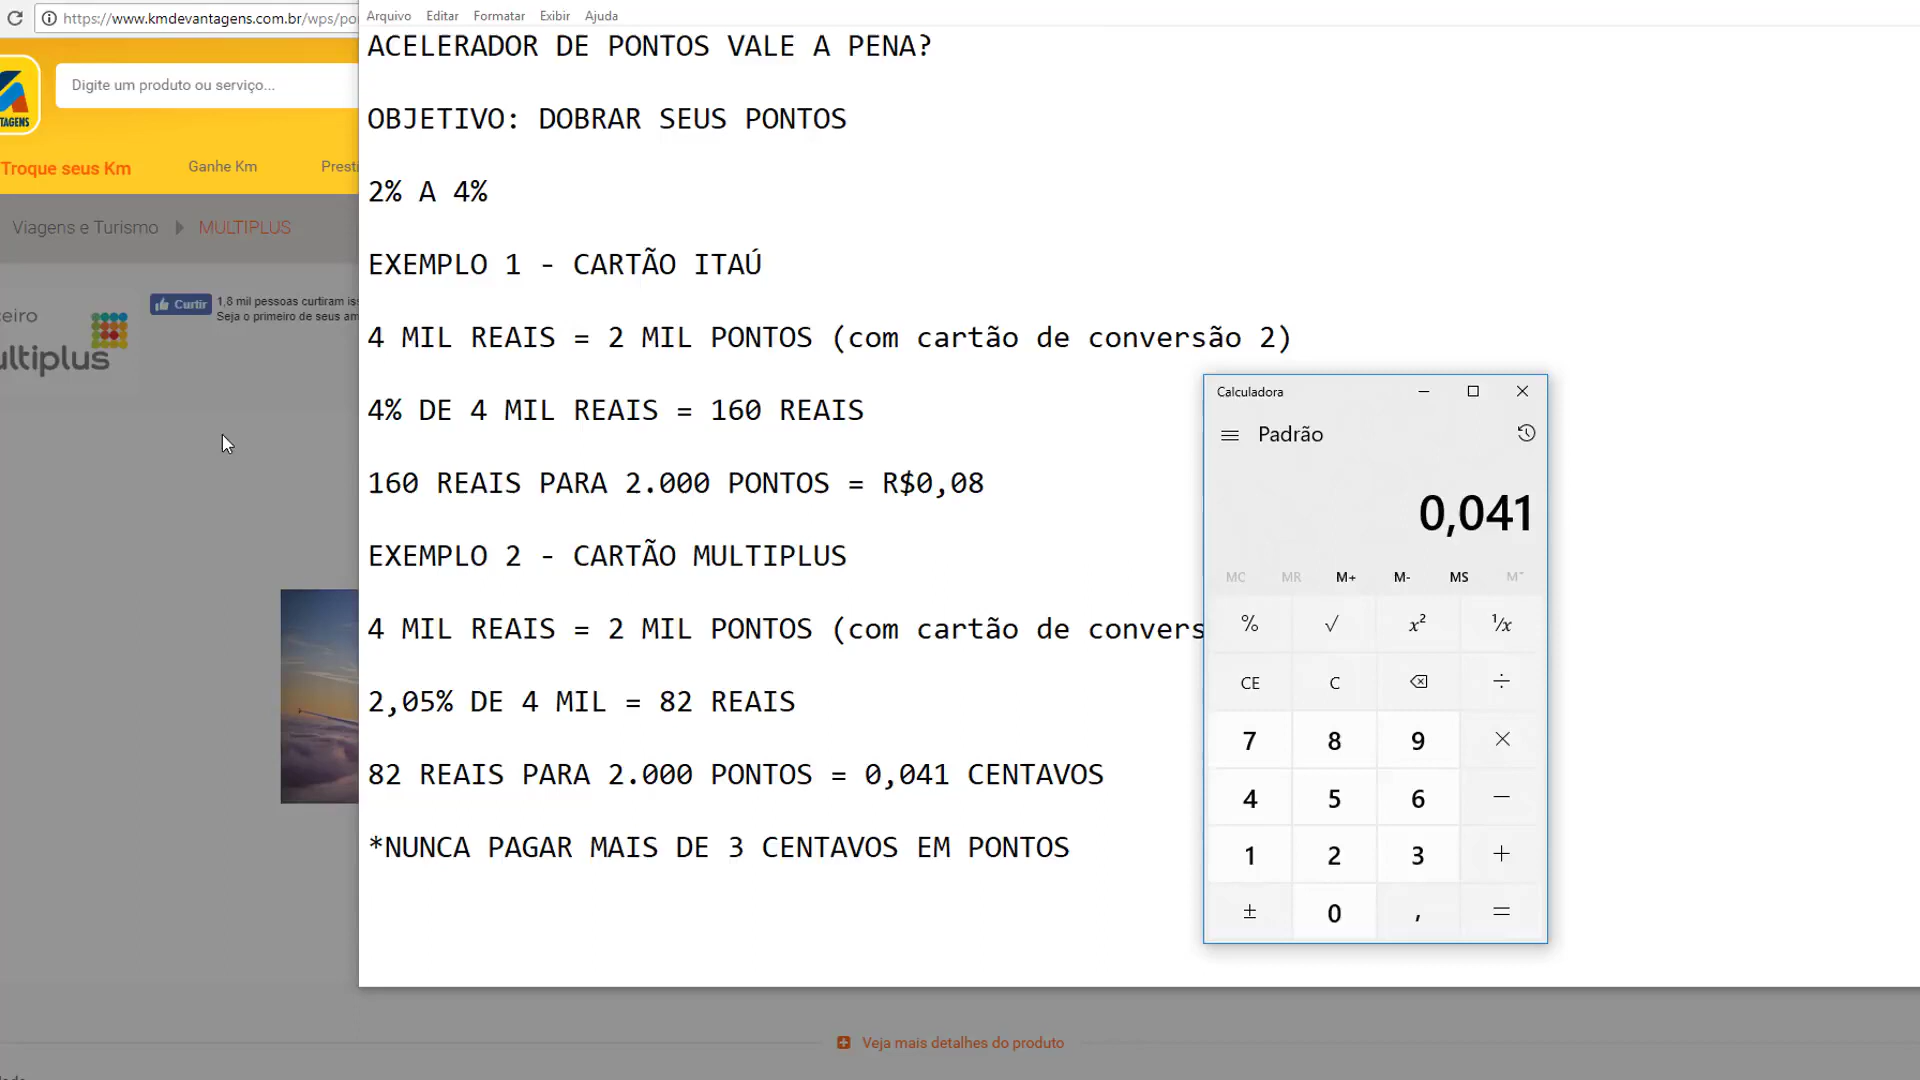 https://www.kmdevantagens.com.br/wps/po
Arquivo Editar Formatar Exibir Ajuda
TAGENS
Digite um produto ou serviço...
Troque seus Km
Ganhe Km
Viagens e Turismo
MULTIPLUS
Curtir
1,8 mil pessoas curtiram
Seja o primeiro de seus
ACELERADOR DE PONTOS VALE A PENA?
OBJETIVO: DOBRAR SEUS PONTOS
2% A 4%
EXEMPLO 1 - CARTÃO ITAÚ
4 MIL REAIS = 2 MIL PONTOS (com cartão de conversão 2)
4% DE 4 MIL REAIS = 160 REAIS
160 REAIS PARA 2.000 PONTOS = R$0,08
EXEMPLO 2 - CARTÃO MULTIPLUS
4 MIL REAIS = 2 MIL PONTOS (com cartão de convers
2,05% DE 4 MIL = 82 REAIS
82 REAIS PARA 2.000 PONTOS = 0,041 CENTAVOS
*NUNCA PAGAR MAIS DE 3 CENTAVOS EM PONTOS
Calculadora
Padrão
0,041
MC MR M+ M- MS M˅
% √ x² ¹/x
CE C ÷
7 8 9 ×
4 5 6 −
1 2 3 +
± 0 , =
Veja mais detalhes do produto